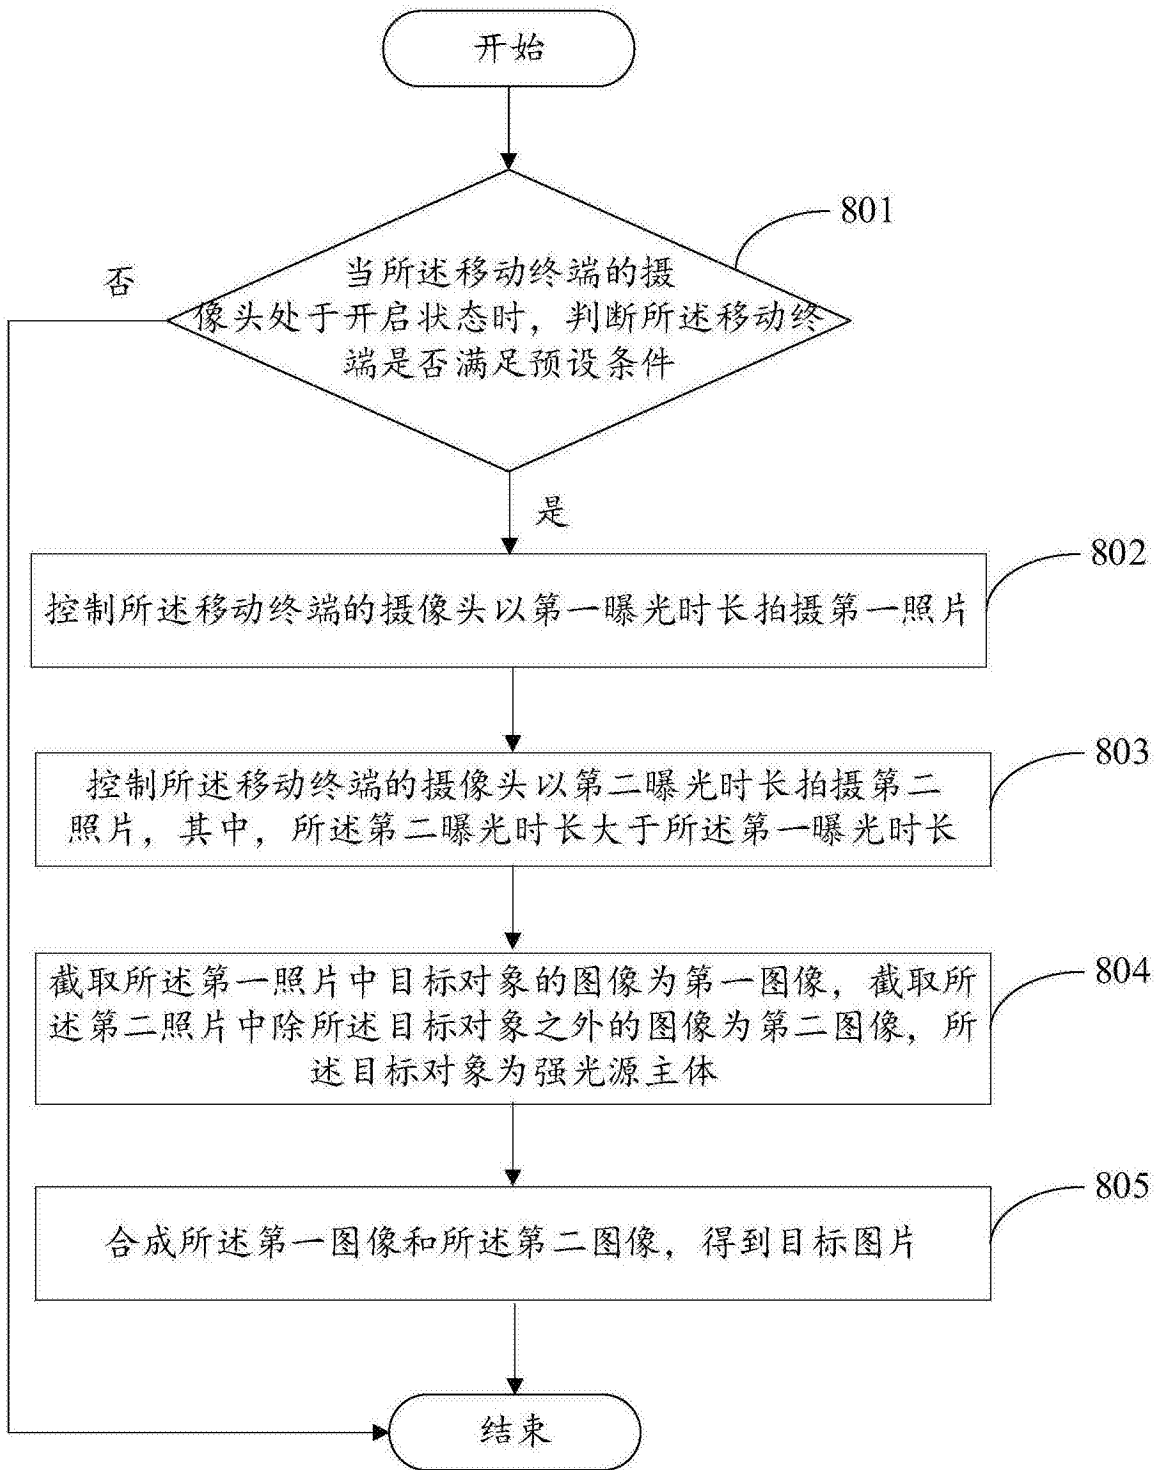 开始
801
否
当所述移动终端的摄
像头处于开启状态时，判断所述移动终
端是否满足预设条件
是
802
控制所述移动终端的摄像头以第一曝光时长拍摄第一照片
803
控制所述移动终端的摄像头以第二曝光时长拍摄第二
照片，其中，所述第二曝光时长大于所述第一曝光时长
804
截取所述第一照片中目标对象的图像为第一图像，截取所
述第二照片中除所述目标对象之外的图像为第二图像，所
述目标对象为强光源主体
805
合成所述第一图像和所述第二图像，得到目标图片
结束